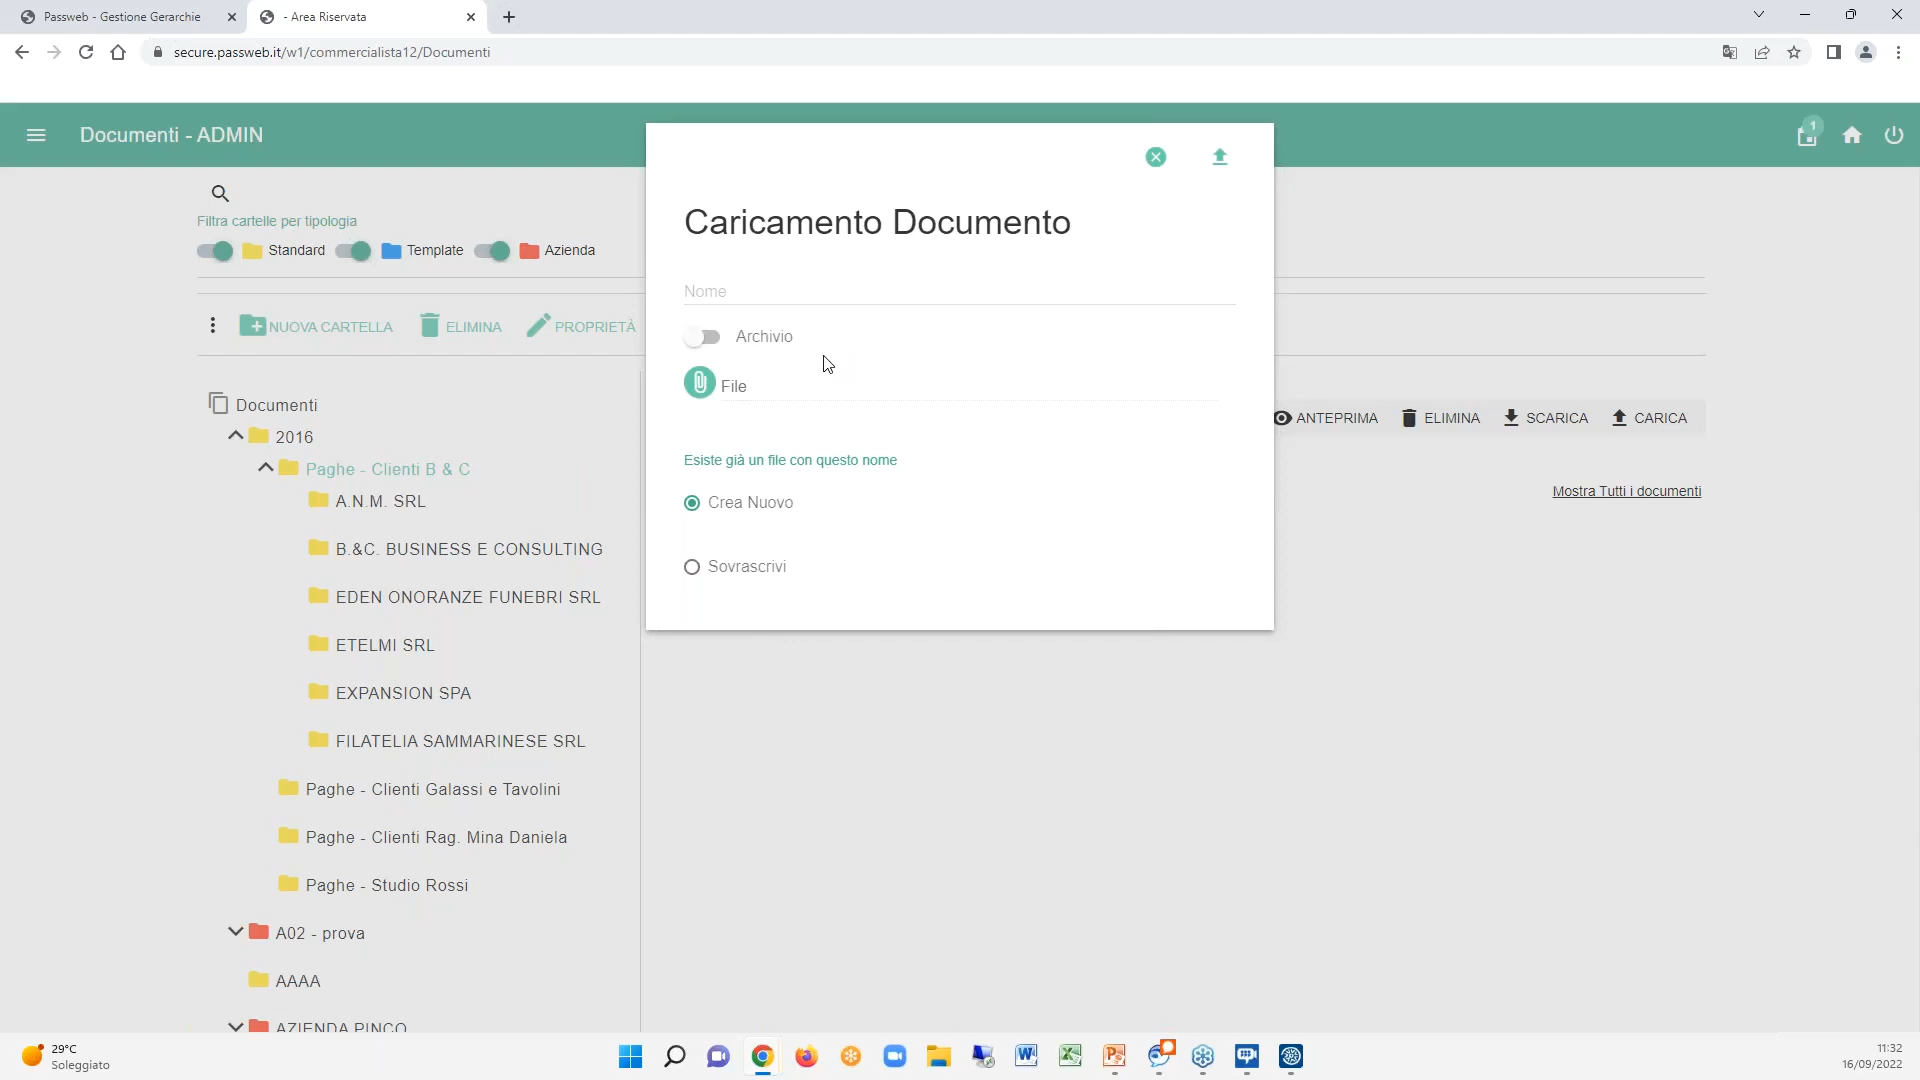 Passweb - Gestione Gerarchie
- Area Riservata
secure.passweb.it/w1/commercialista12/Documenti
Documenti - ADMIN
1
Filtra cartelle per tipologia
Standard Template Azienda
NUOVA CARTELLA ELIMINA PROPRIETÀ
Documenti
2016
Paghe - Clienti B & C
A.N.M. SRL
B.&C. BUSINESS E CONSULTING
EDEN ONORANZE FUNEBRI SRL
ETELMI SRL
EXPANSION SPA
FILATELIA SAMMARINESE SRL
Paghe - Clienti Galassi e Tavolini
Paghe - Clienti Rag. Mina Daniela
Paghe - Studio Rossi
A02 - prova
AAAA
AZIENDA PINCO
Caricamento Documento
Nome
Archivio
File
Esiste già un file con questo nome
Crea Nuovo
Sovrascrivi
ANTEPRIMA ELIMINA SCARICA CARICA
Mostra Tutti i documenti
29°C
Soleggiato
11:32
16/09/2022